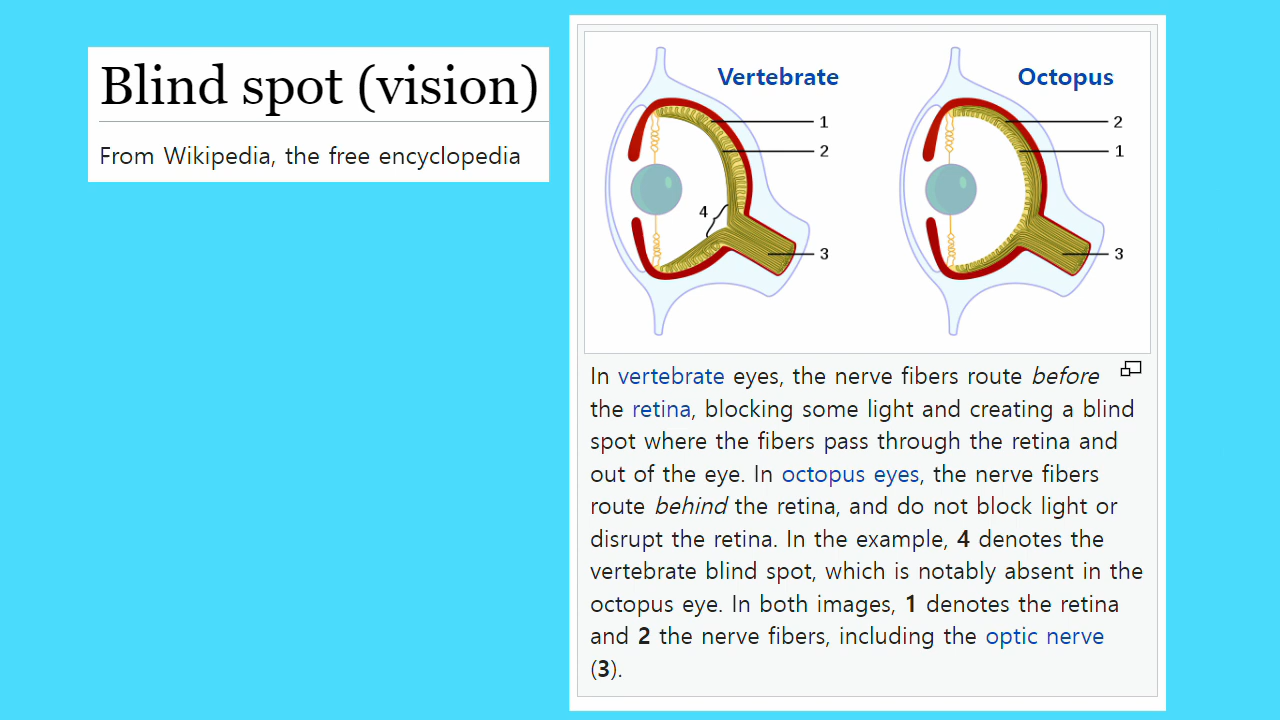 Blind spot (vision)
From Wikipedia, the free encyclopedia
Vertebrate
1
2
4
3
Octopus
2
1
3
In vertebrate eyes, the nerve fibers route before
the retina, blocking some light and creating a blind
spot where the fibers pass through the retina and
out of the eye. In octopus eyes, the nerve fibers
route behind the retina, and do not block light or
disrupt the retina. In the example, 4 denotes the
vertebrate blind spot, which is notably absent in the
octopus eye. In both images, 1 denotes the retina
and 2 the nerve fibers, including the optic nerve
(3).